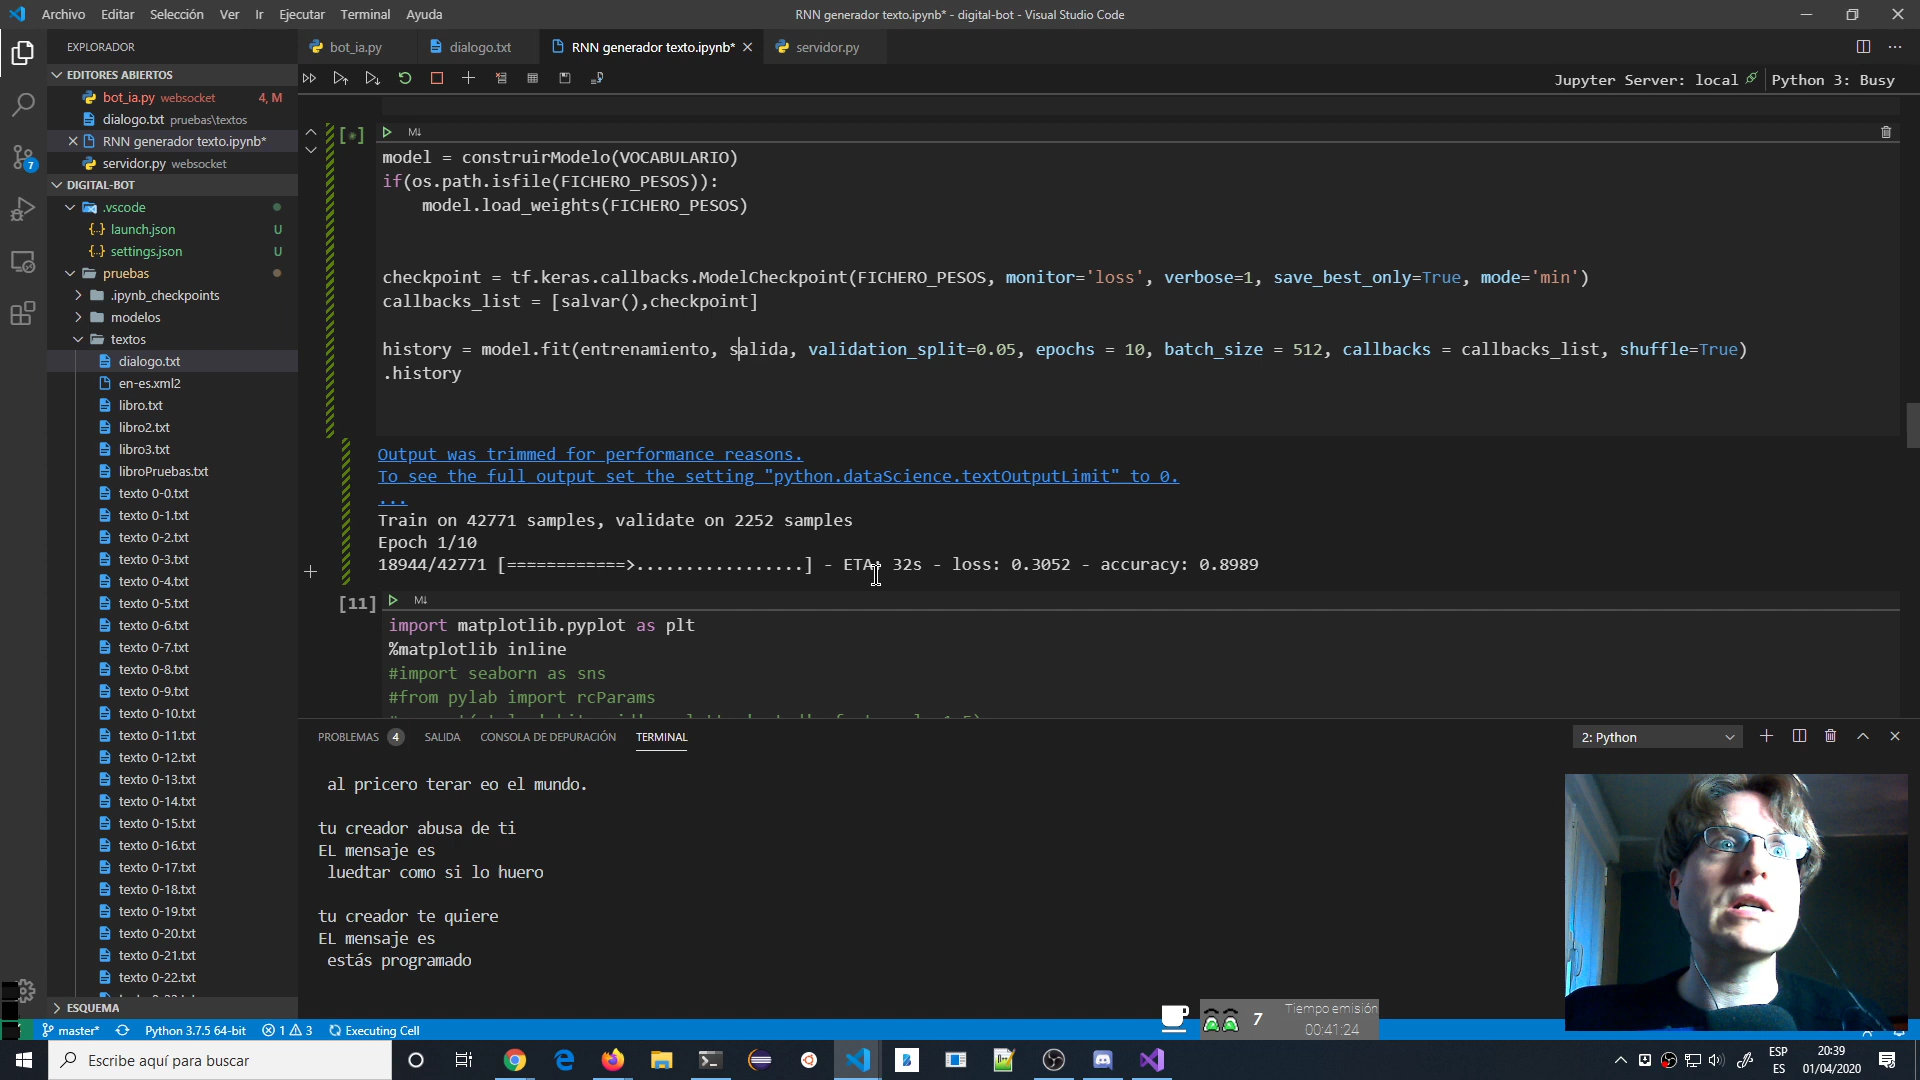 Archivo Editar Selección Ver Ir Ejecutar Terminal Ayuda
RNN generador texto.ipynb* - digital-bot - Visual Studio Code
EXPLORADOR
bot_ia.py
dialogo.txt
RNN generador texto.ipynb*
servidor.py
Jupyter Server: local
Python 3: Busy
EDITORES ABIERTOS
bot_ia.py websocket 4, M
dialogo.txt pruebas\textos
RNN generador texto.ipynb*
servidor.py websocket
DIGITAL-BOT
.vscode
launch.json U
settings.json U
pruebas
.ipynb_checkpoints
modelos
textos
dialogo.txt
en-es.xml2
libro.txt
libro2.txt
libro3.txt
libroPruebas.txt
texto 0-0.txt
texto 0-1.txt
texto 0-2.txt
texto 0-3.txt
texto 0-4.txt
texto 0-5.txt
texto 0-6.txt
texto 0-7.txt
texto 0-8.txt
texto 0-9.txt
texto 0-10.txt
texto 0-11.txt
texto 0-12.txt
texto 0-13.txt
texto 0-14.txt
texto 0-15.txt
texto 0-16.txt
texto 0-17.txt
texto 0-18.txt
texto 0-19.txt
texto 0-20.txt
texto 0-21.txt
texto 0-22.txt
ESQUEMA
7
[*]
M↓
model = construirModelo(VOCABULARIO)
if(os.path.isfile(FICHERO_PESOS)):
    model.load_weights(FICHERO_PESOS)
checkpoint = tf.keras.callbacks.ModelCheckpoint(FICHERO_PESOS, monitor='loss', verbose=1, save_best_only=True, mode='min')
callbacks_list = [salvar(),checkpoint]
history = model.fit(entrenamiento, salida, validation_split=0.05, epochs = 10, batch_size = 512, callbacks = callbacks_list, shuffle=True)
.history
Output was trimmed for performance reasons.
To see the full output set the setting "python.dataScience.textOutputLimit" to 0.
...
Train on 42771 samples, validate on 2252 samples
Epoch 1/10
18944/42771 [============>.................] - ETA: 32s - loss: 0.3052 - accuracy: 0.8989
[11]
M↓
import matplotlib.pyplot as plt
%matplotlib inline
#import seaborn as sns
#from pylab import rcParams
PROBLEMAS 4 SALIDA CONSOLA DE DEPURACIÓN TERMINAL
2: Python
al pricero terar eo el mundo.
tu creador abusa de ti
EL mensaje es
luedtar como si lo huero
tu creador te quiere
EL mensaje es
estás programado
7
Tiempo emisión
00:41:24
master*
Python 3.7.5 64-bit
1
3
Executing Cell
Escribe aquí para buscar
ESP
ES
20:39
01/04/2020